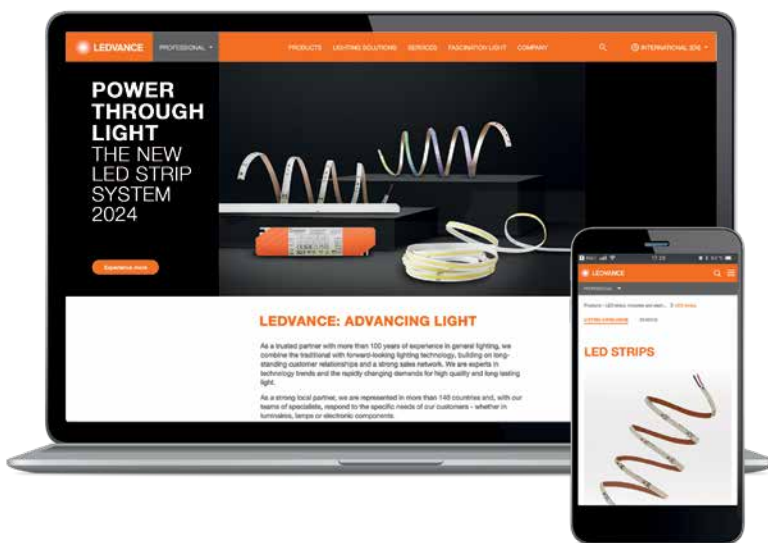 LEDVANCE
PROFESSIONAL
PRODUCTS LIGHTING SOLUTIONS SERVICES FASCINATION LIGHT COMPANY
INTERNATIONAL (EN)
POWER
THROUGH
LIGHT
THE NEW
LED STRIP
SYSTEM
2024
Experience more
LEDVANCE: ADVANCING LIGHT
As a trusted partner with more than 100 years of experience in general lighting, we
combine the traditional with forward-looking lighting technology, building on long-
standing customer relationships and a strong sales network. We are experts in
technology trends and the rapidly changing demands for high quality and long-lasting
light.
As a strong local partner, we are represented in more than 140 countries and, with our
teams of specialists, respond to the specific needs of our customers – whether in
luminaires, lamps or electronic components.
LEDVANCE
PROFESSIONAL
LED STRIPS